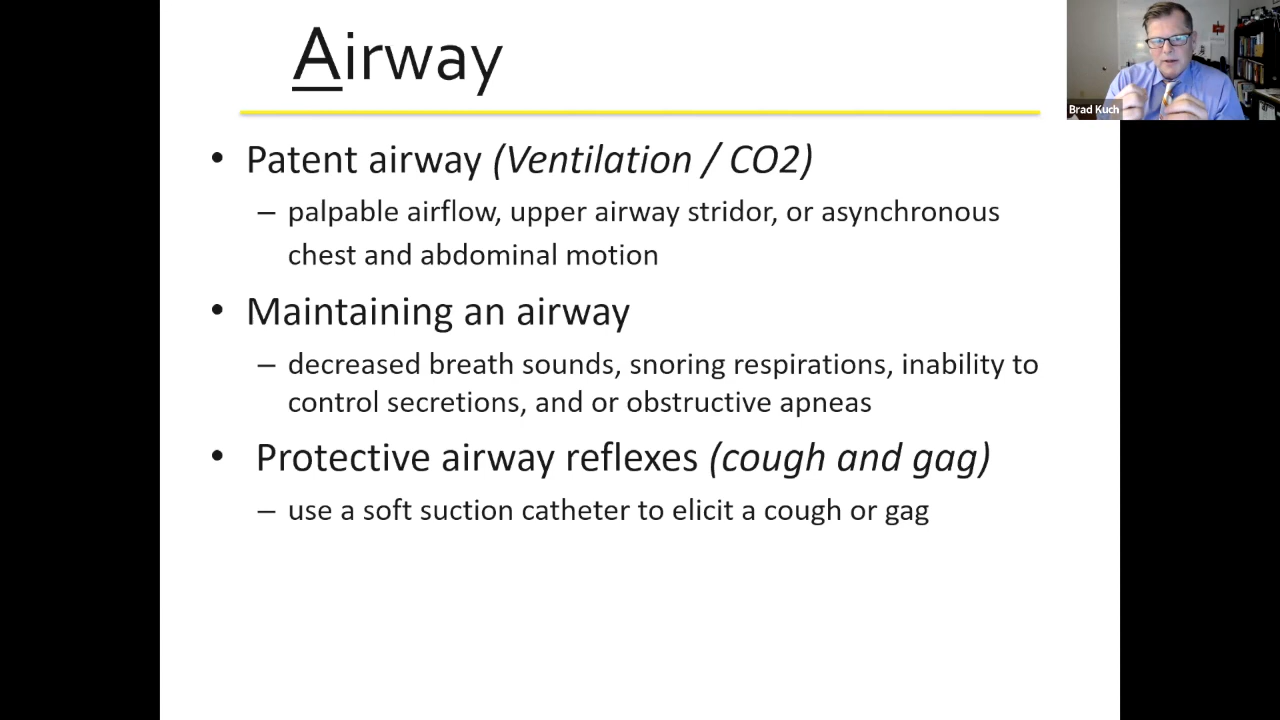 Airway
Brad Kuch
• Patent airway (Ventilation / CO2)
– palpable airflow, upper airway stridor, or asynchronous
chest and abdominal motion
• Maintaining an airway
– decreased breath sounds, snoring respirations, inability to
control secretions, and or obstructive apneas
• Protective airway reflexes (cough and gag)
– use a soft suction catheter to elicit a cough or gag